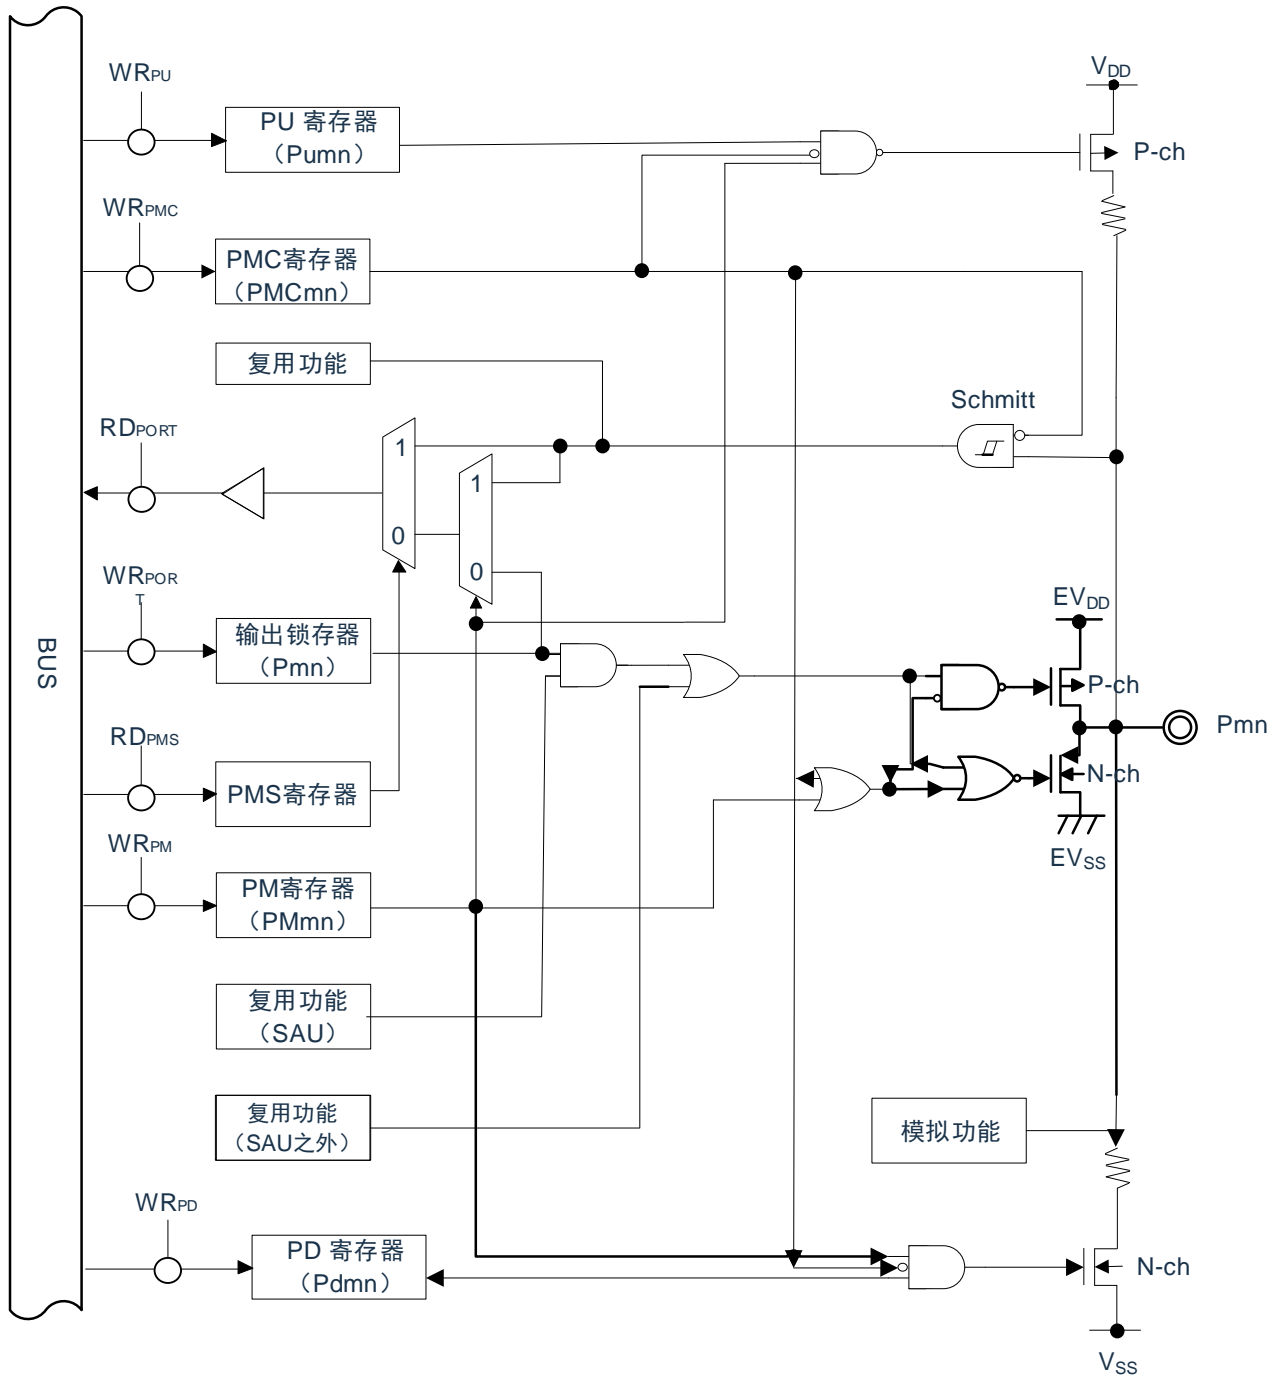 WRPU
VDD
PU 寄存器
（Pumn）
P-ch
WRPMC
PMC寄存器
（PMCmn）
复用功能
Schmitt
RDPORT
1
1
0
0
WRPOR
T
EVDD
输出锁存器
（Pmn）
BUS
P-ch
Pmn
RDPMS
PMS寄存器
N-ch
WRPM
EVSS
PM寄存器
（PMmn）
复用功能
（SAU）
复用功能
（SAU之外）
模拟功能
WRPD
PD 寄存器
（Pdmn）
N-ch
VSS